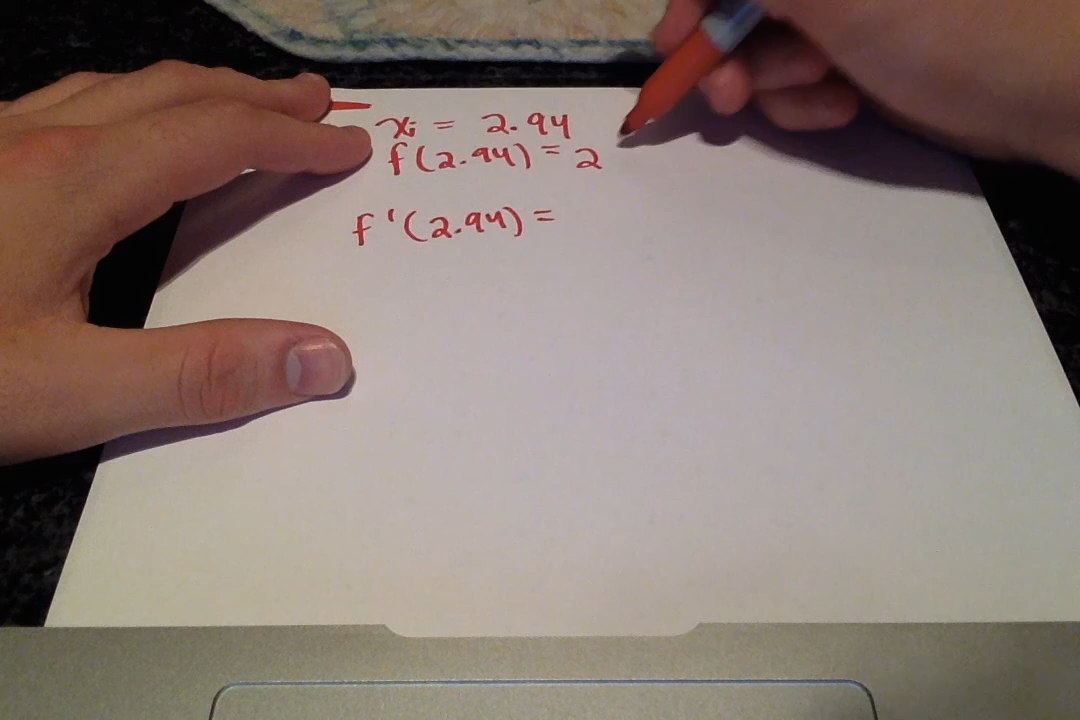 xi = 2.94
f(2.94) = 2
f'(2.94) =